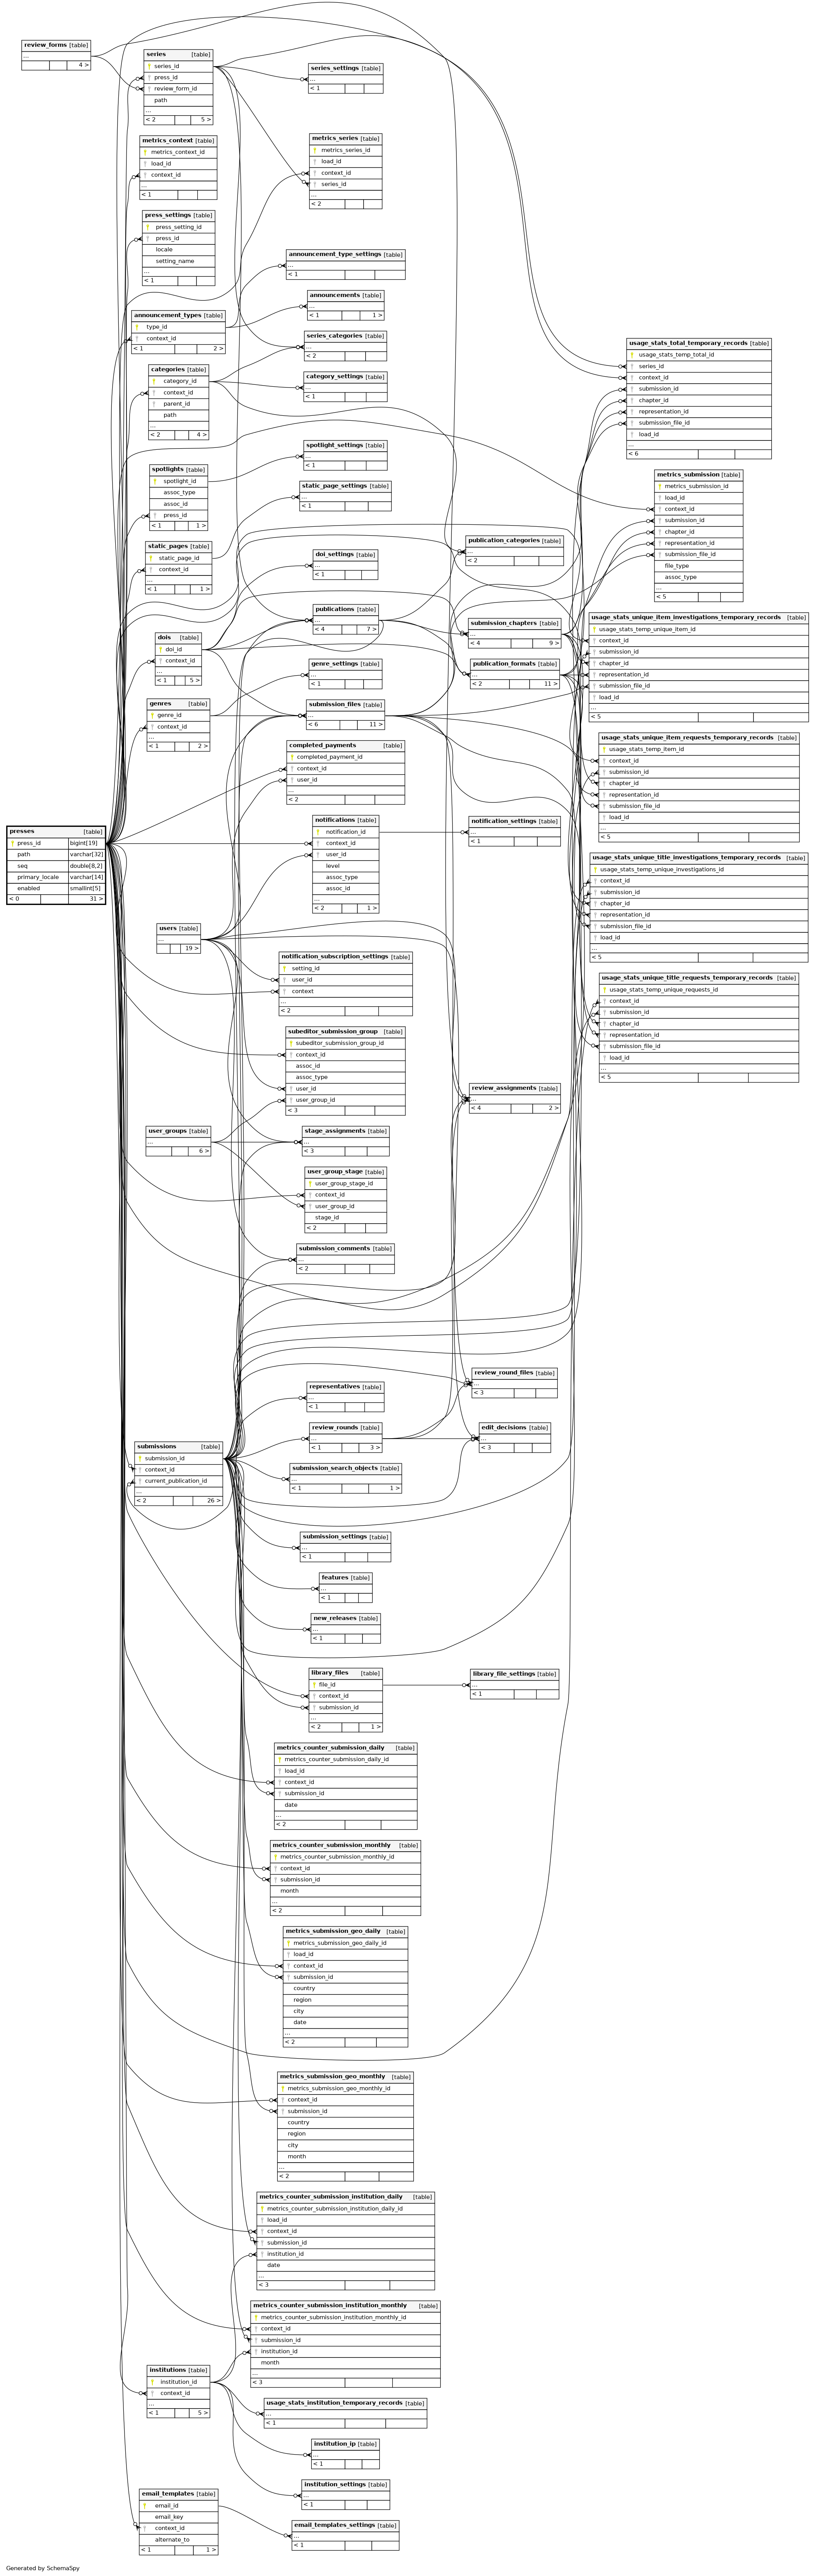 review_forms [table]
...
4 >
series [table]
series_id
press_id
review_form_id
path
...
< 2 5 >
series_settings [table]
...
< 1
metrics_context [table]
metrics_context_id
load_id
context_id
...
< 1
metrics_series [table]
metrics_series_id
load_id
context_id
series_id
...
< 2
press_settings [table]
press_setting_id
press_id
locale
setting_name
...
< 1
announcement_type_settings [table]
...
< 1
announcements [table]
...
< 1 1 >
announcement_types [table]
type_id
context_id
< 1 2 >
series_categories [table]
...
< 2
categories [table]
category_id
context_id
parent_id
path
...
< 2 4 >
category_settings [table]
...
< 1
usage_stats_total_temporary_records [table]
usage_stats_temp_total_id
series_id
context_id
submission_id
chapter_id
representation_id
submission_file_id
load_id
...
< 6
spotlight_settings [table]
...
< 1
spotlights [table]
spotlight_id
assoc_type
assoc_id
press_id
< 1 1 >
static_page_settings [table]
...
< 1
metrics_submission [table]
metrics_submission_id
load_id
context_id
submission_id
chapter_id
representation_id
submission_file_id
file_type
assoc_type
...
< 5
static_pages [table]
static_page_id
context_id
...
< 1 1 >
doi_settings [table]
...
< 1
publication_categories [table]
...
< 2
publications [table]
...
< 4 7 >
submission_chapters [table]
...
< 4 9 >
usage_stats_unique_item_investigations_temporary_records [table]
usage_stats_temp_unique_item_id
context_id
submission_id
chapter_id
representation_id
submission_file_id
load_id
...
< 5
dois [table]
doi_id
context_id
...
< 1 5 >
genre_settings [table]
...
< 1
publication_formats [table]
...
< 2 11 >
genres [table]
genre_id
context_id
...
< 1 2 >
submission_files [table]
...
< 6 11 >
completed_payments [table]
completed_payment_id
context_id
user_id
...
< 2
usage_stats_unique_item_requests_temporary_records [table]
usage_stats_temp_item_id
context_id
submission_id
chapter_id
representation_id
submission_file_id
load_id
...
< 5
presses [table]
press_id bigint[19]
path varchar[32]
seq double[8,2]
primary_locale varchar[14]
enabled smallint[5]
< 0 31 >
notifications [table]
notification_id
context_id
user_id
level
assoc_type
assoc_id
...
< 2 1 >
notification_settings [table]
...
< 1
usage_stats_unique_title_investigations_temporary_records [table]
usage_stats_temp_unique_investigations_id
context_id
submission_id
chapter_id
representation_id
submission_file_id
load_id
...
< 5
users [table]
...
19 >
notification_subscription_settings [table]
setting_id
user_id
context
...
< 2
usage_stats_unique_title_requests_temporary_records [table]
usage_stats_temp_unique_requests_id
context_id
submission_id
chapter_id
representation_id
submission_file_id
load_id
...
< 5
subeditor_submission_group [table]
subeditor_submission_group_id
context_id
assoc_id
assoc_type
user_id
user_group_id
< 3
review_assignments [table]
...
< 4 2 >
user_groups [table]
...
6 >
stage_assignments [table]
...
< 3
user_group_stage [table]
user_group_stage_id
context_id
user_group_id
stage_id
< 2
submission_comments [table]
...
< 2
review_round_files [table]
...
< 3
representatives [table]
...
< 1
review_rounds [table]
...
< 1 3 >
edit_decisions [table]
...
< 3
submissions [table]
submission_id
context_id
current_publication_id
...
< 2 26 >
submission_search_objects [table]
...
< 1 1 >
submission_settings [table]
...
< 1
features [table]
...
< 1
new_releases [table]
...
< 1
library_files [table]
file_id
context_id
submission_id
...
< 2 1 >
library_file_settings [table]
...
< 1
metrics_counter_submission_daily [table]
metrics_counter_submission_daily_id
load_id
context_id
submission_id
date
...
< 2
metrics_counter_submission_monthly [table]
metrics_counter_submission_monthly_id
context_id
submission_id
month
...
< 2
metrics_submission_geo_daily [table]
metrics_submission_geo_daily_id
load_id
context_id
submission_id
country
region
city
date
...
< 2
metrics_submission_geo_monthly [table]
metrics_submission_geo_monthly_id
context_id
submission_id
country
region
city
month
...
< 2
metrics_counter_submission_institution_daily [table]
metrics_counter_submission_institution_daily_id
load_id
context_id
submission_id
institution_id
date
...
< 3
metrics_counter_submission_institution_monthly [table]
metrics_counter_submission_institution_monthly_id
context_id
submission_id
institution_id
month
...
< 3
institutions [table]
institution_id
context_id
...
< 1 5 >
usage_stats_institution_temporary_records [table]
...
< 1
institution_ip [table]
...
< 1
institution_settings [table]
...
< 1
email_templates [table]
email_id
email_key
context_id
alternate_to
< 1 1 >
email_templates_settings [table]
...
< 1
Generated by SchemaSpy